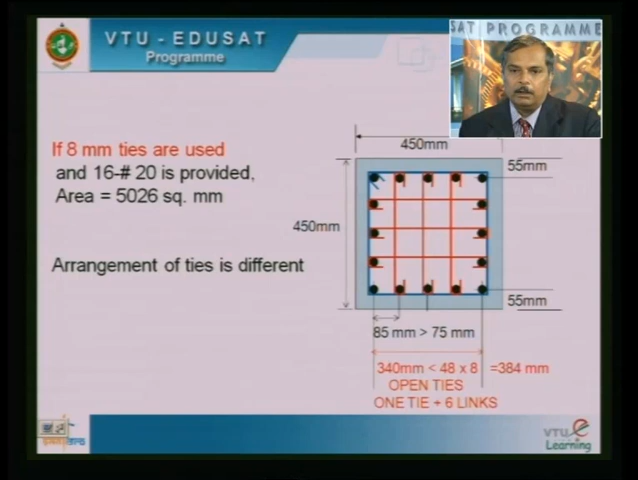 VTU - EDUSAT
Programme
SAT PROGRAMME
If 8 mm ties are used
and 16-# 20 is provided,
Area = 5026 sq. mm
Arrangement of ties is different
450mm
55mm
450mm
55mm
85 mm > 75 mm
340mm < 48 x 8 =384 mm
OPEN TIES
ONE TIE + 6 LINKS
VTU e
Learning